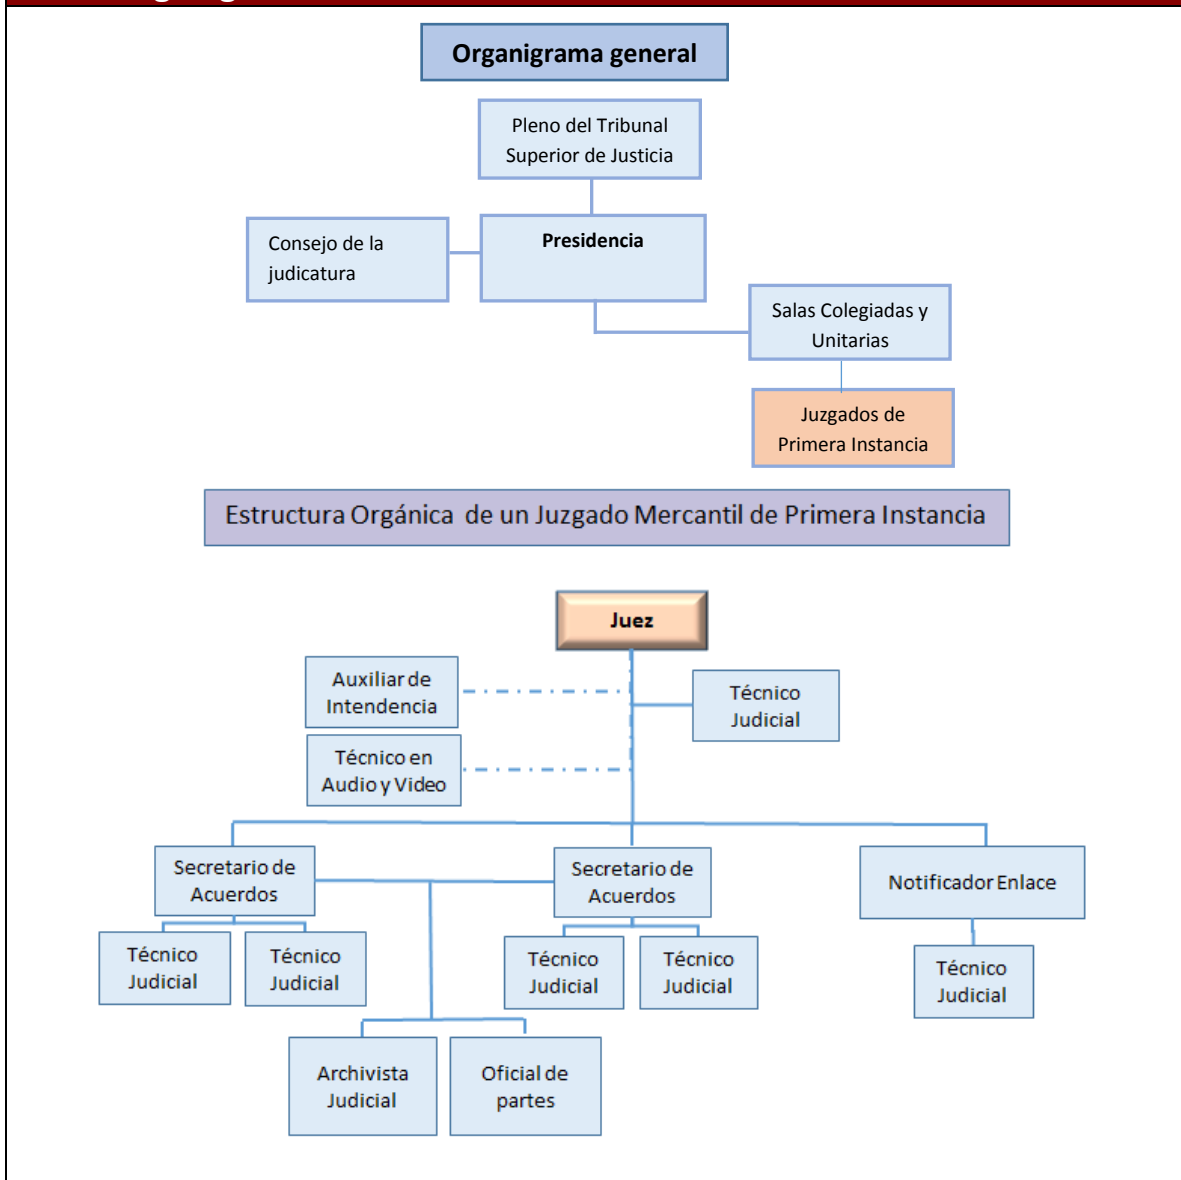 Organigrama general
Pleno del Tribunal
Superior de Justicia
Consejo de la
judicatura
Presidencia
Salas Colegiadas y
Unitarias
Juzgados de
Primera Instancia
Estructura Orgánica de un Juzgado Mercantil de Primera Instancia
Juez
Auxiliar de
Intendencia
Técnico
Judicial
Técnico en
Audio y Video
Secretario de
Acuerdos
Secretario de
Acuerdos
Notificador Enlace
Técnico
Judicial
Técnico
Judicial
Técnico
Judicial
Técnico
Judicial
Técnico
Judicial
Archivista
Judicial
Oficial de
partes